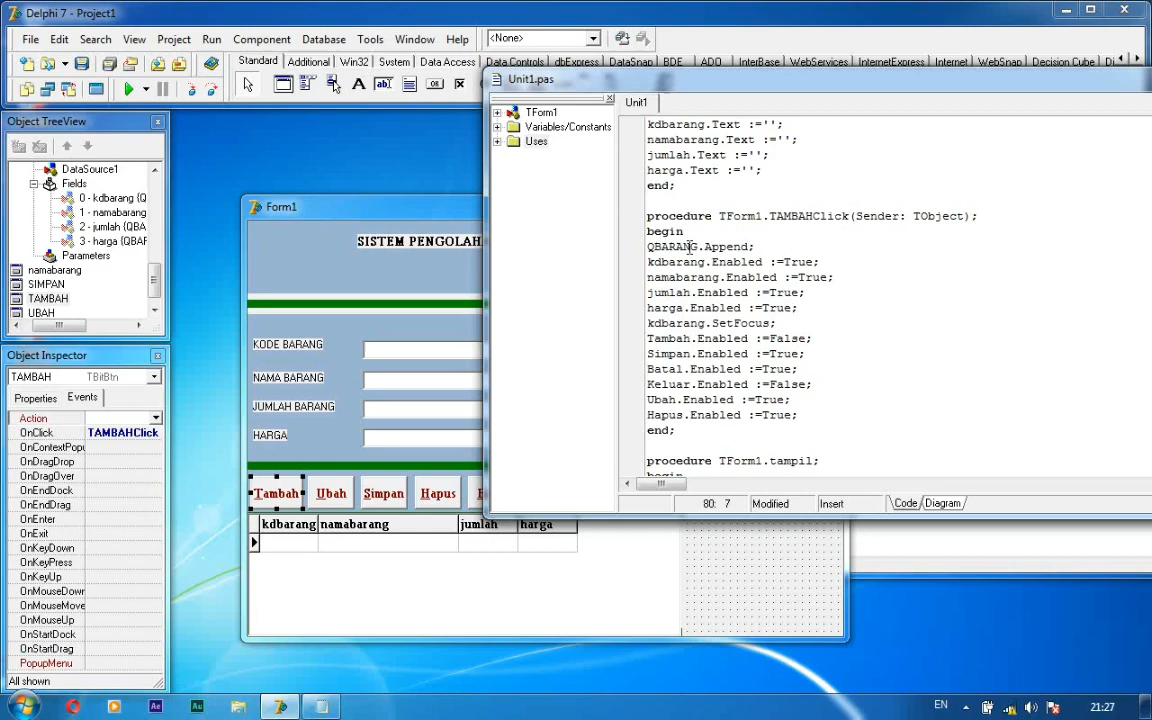 Delphi 7 - Project1
File Edit Search View Project Run Component Database Tools Window Help
<None>
Standard Additional Win32 System Data Access Data Controls dbExpress DataSnap BDE ADO InterBase WebServices InternetExpress Internet WebSnap Decision Cube
Unit1.pas
Object TreeView
DataSource1
Fields
0 - kdbarang {Q
1 - namabarang
2 - jumlah {QBA
3 - harga {QBAF
Parameters
namabarang
SIMPAN
TAMBAH
UBAH
Object Inspector
TAMBAH TBitBtn
Properties Events
Action
OnClick TAMBAHClick
OnContextPopu
OnDragDrop
OnDragOver
OnEndDock
OnEndDrag
OnEnter
OnExit
OnKeyDown
OnKeyPress
OnKeyUp
OnMouseDown
OnMouseMove
OnMouseUp
OnStartDock
OnStartDrag
PopupMenu
All shown
Form1
SISTEM PENGOLAH
KODE BARANG
NAMA BARANG
JUMLAH BARANG
HARGA
Tambah Ubah Simpan Hapus
kdbarang namabarang jumlah harga
TForm1
Variables/Constants
Uses
Unit1
kdbarang.Text :='';
namabarang.Text :='';
jumlah.Text :='';
harga.Text :='';
end;
procedure TForm1.TAMBAHClick(Sender: TObject);
begin
QBARANG.Append;
kdbarang.Enabled :=True;
namabarang.Enabled :=True;
jumlah.Enabled :=True;
harga.Enabled :=True;
kdbarang.SetFocus;
Tambah.Enabled :=False;
Simpan.Enabled :=True;
Batal.Enabled :=True;
Keluar.Enabled :=False;
Ubah.Enabled :=True;
Hapus.Enabled :=True;
end;
procedure TForm1.tampil;
begin
80: 7 Modified Insert Code Diagram
EN 21:27